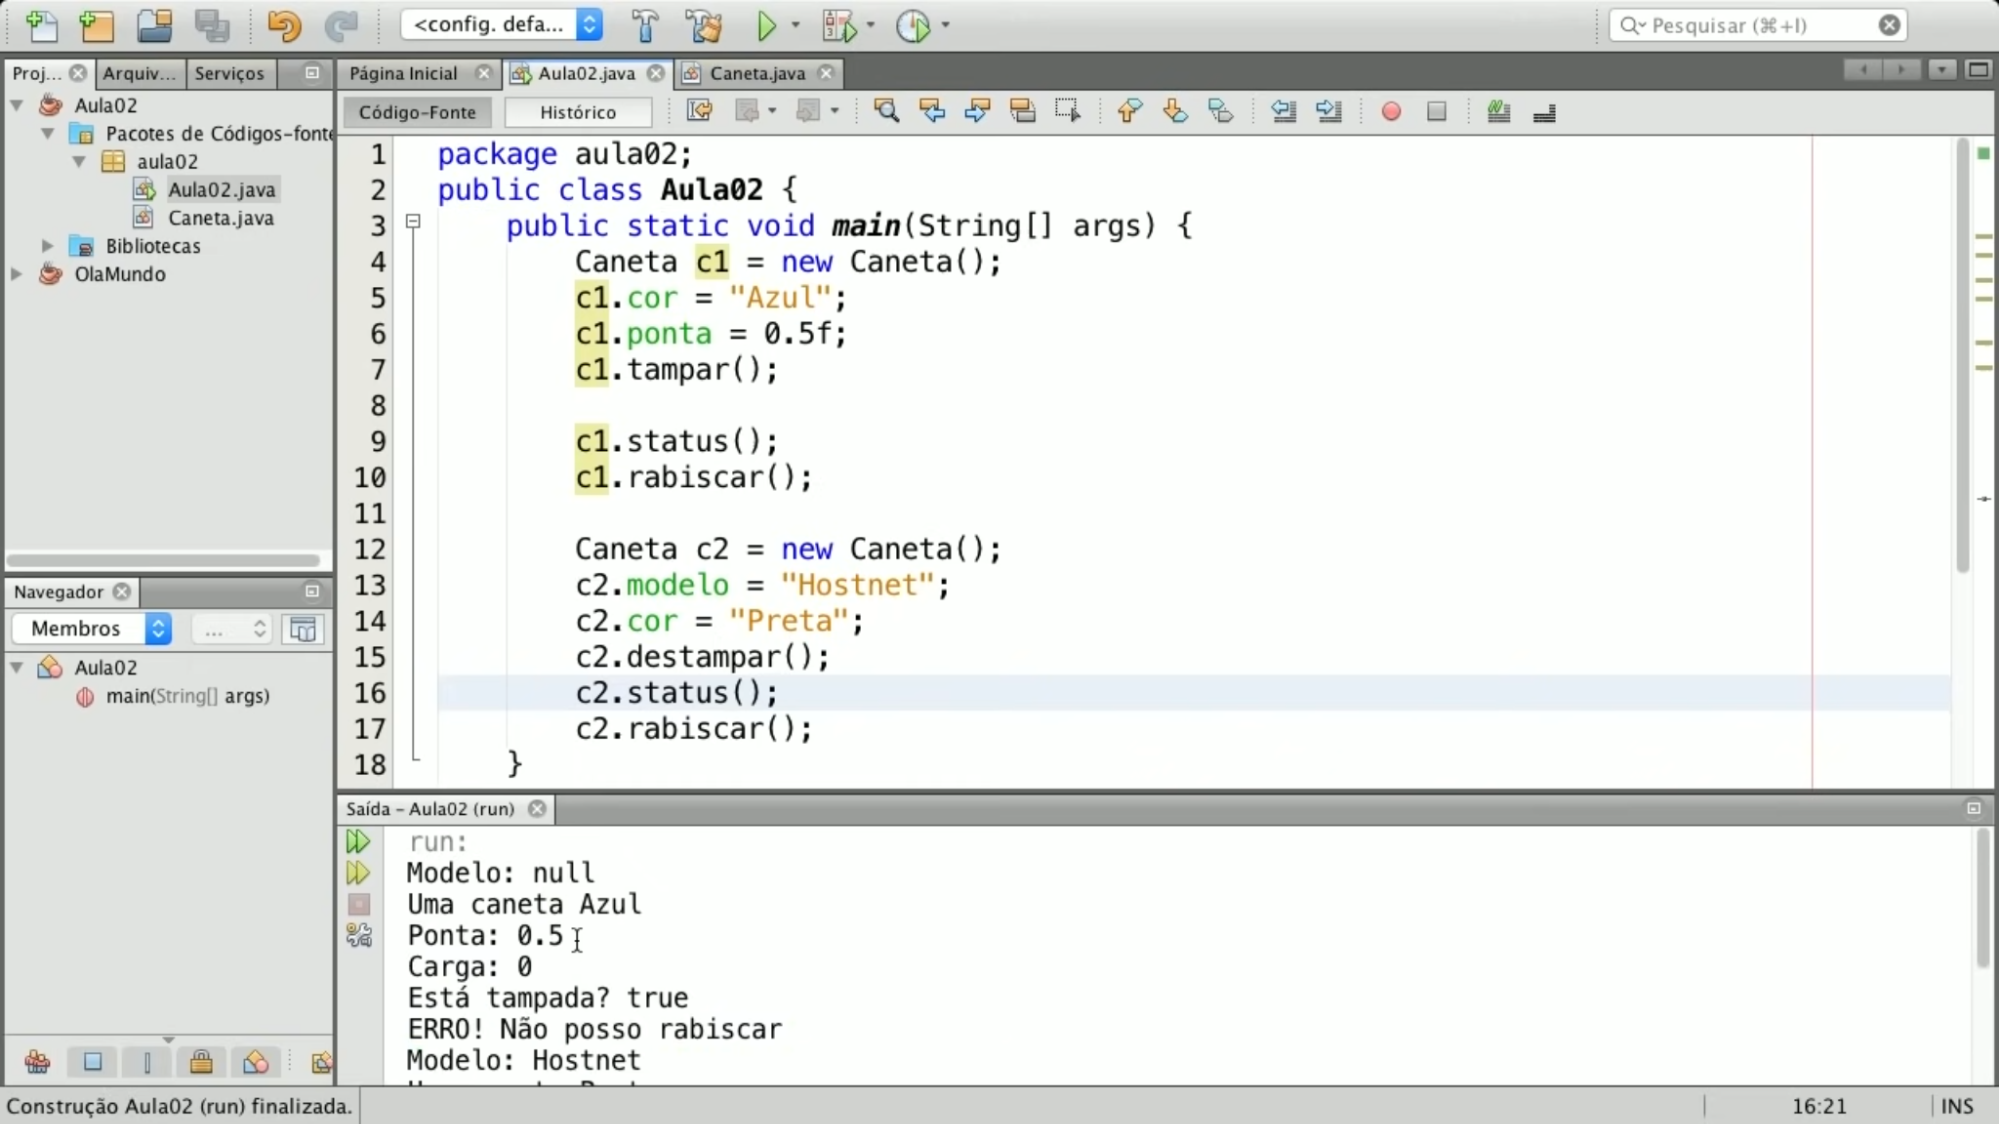 <config. defa...
Pesquisar (⌘+I)
Proj...
Arquiv...
Serviços
Página Inicial
Aula02.java
Caneta.java
Aula02
Pacotes de Códigos-fonte
aula02
Aula02.java
Caneta.java
Bibliotecas
OlaMundo
Código-Fonte
Histórico
1 package aula02;
2 public class Aula02 {
3 public static void main(String[] args) {
4 Caneta c1 = new Caneta();
5 c1.cor = "Azul";
6 c1.ponta = 0.5f;
7 c1.tampar();
8
9 c1.status();
10 c1.rabiscar();
11
12 Caneta c2 = new Caneta();
13 c2.modelo = "Hostnet";
14 c2.cor = "Preta";
15 c2.destampar();
16 c2.status();
17 c2.rabiscar();
18 }
Navegador
Membros
...
Aula02
main(String[] args)
Saída - Aula02 (run)
run:
Modelo: null
Uma caneta Azul
Ponta: 0.5
Carga: 0
Está tampada? true
ERRO! Não posso rabiscar
Modelo: Hostnet
Construção Aula02 (run) finalizada.
16:21
INS